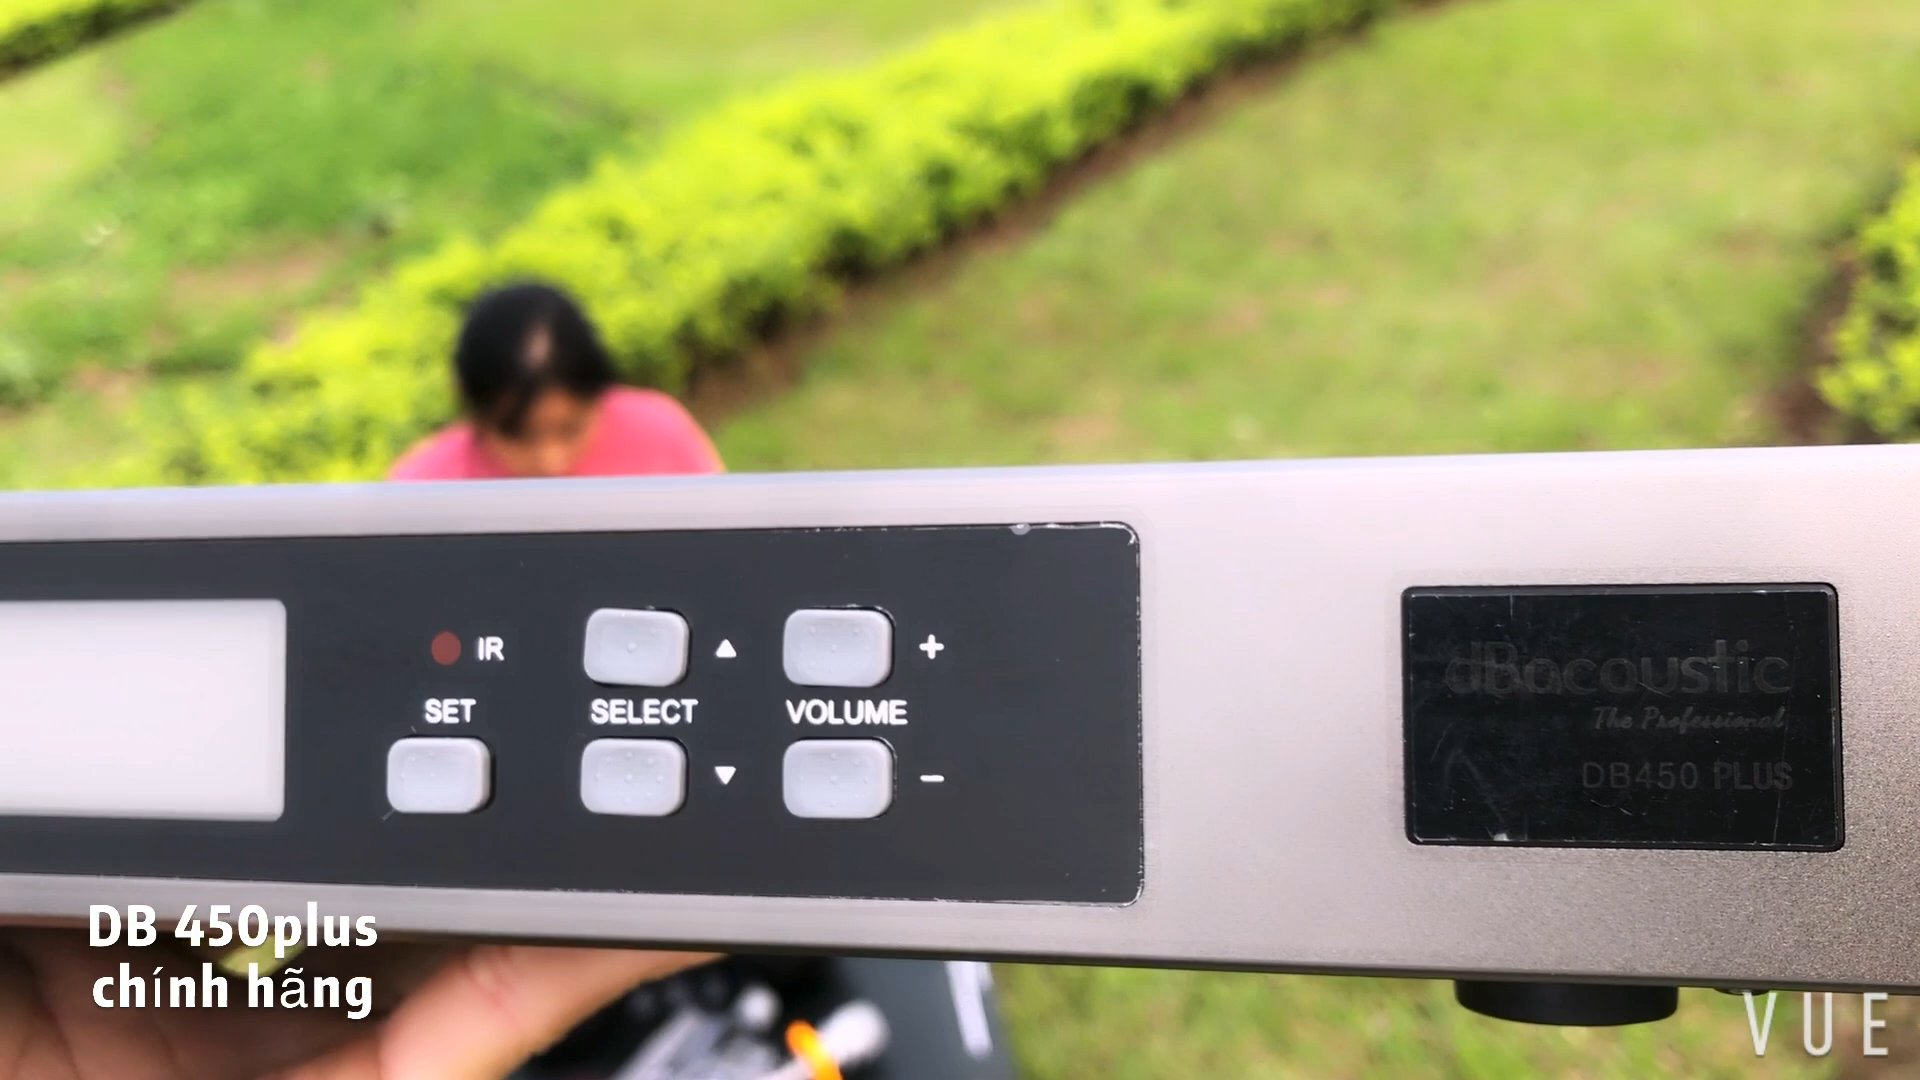 IR
▲
+
SET
SELECT
VOLUME
▼
−
dBacoustic
The Professional
DB450 PLUS
DB 450plus
chính hãng
VUE